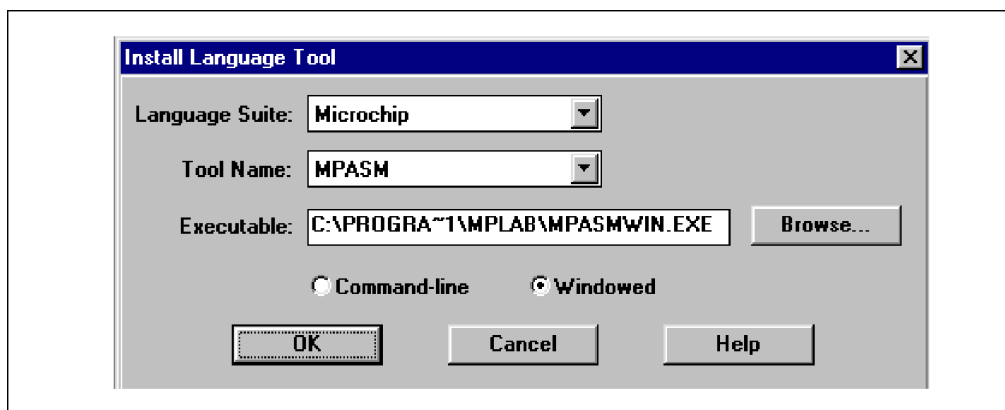 Install Language Tool
Language Suite: Microchip
Tool Name: MPASM
Executable: C:\PROGRA~1\MPLAB\MPASMWIN.EXE Browse...
Command-line Windowed
OK Cancel Help